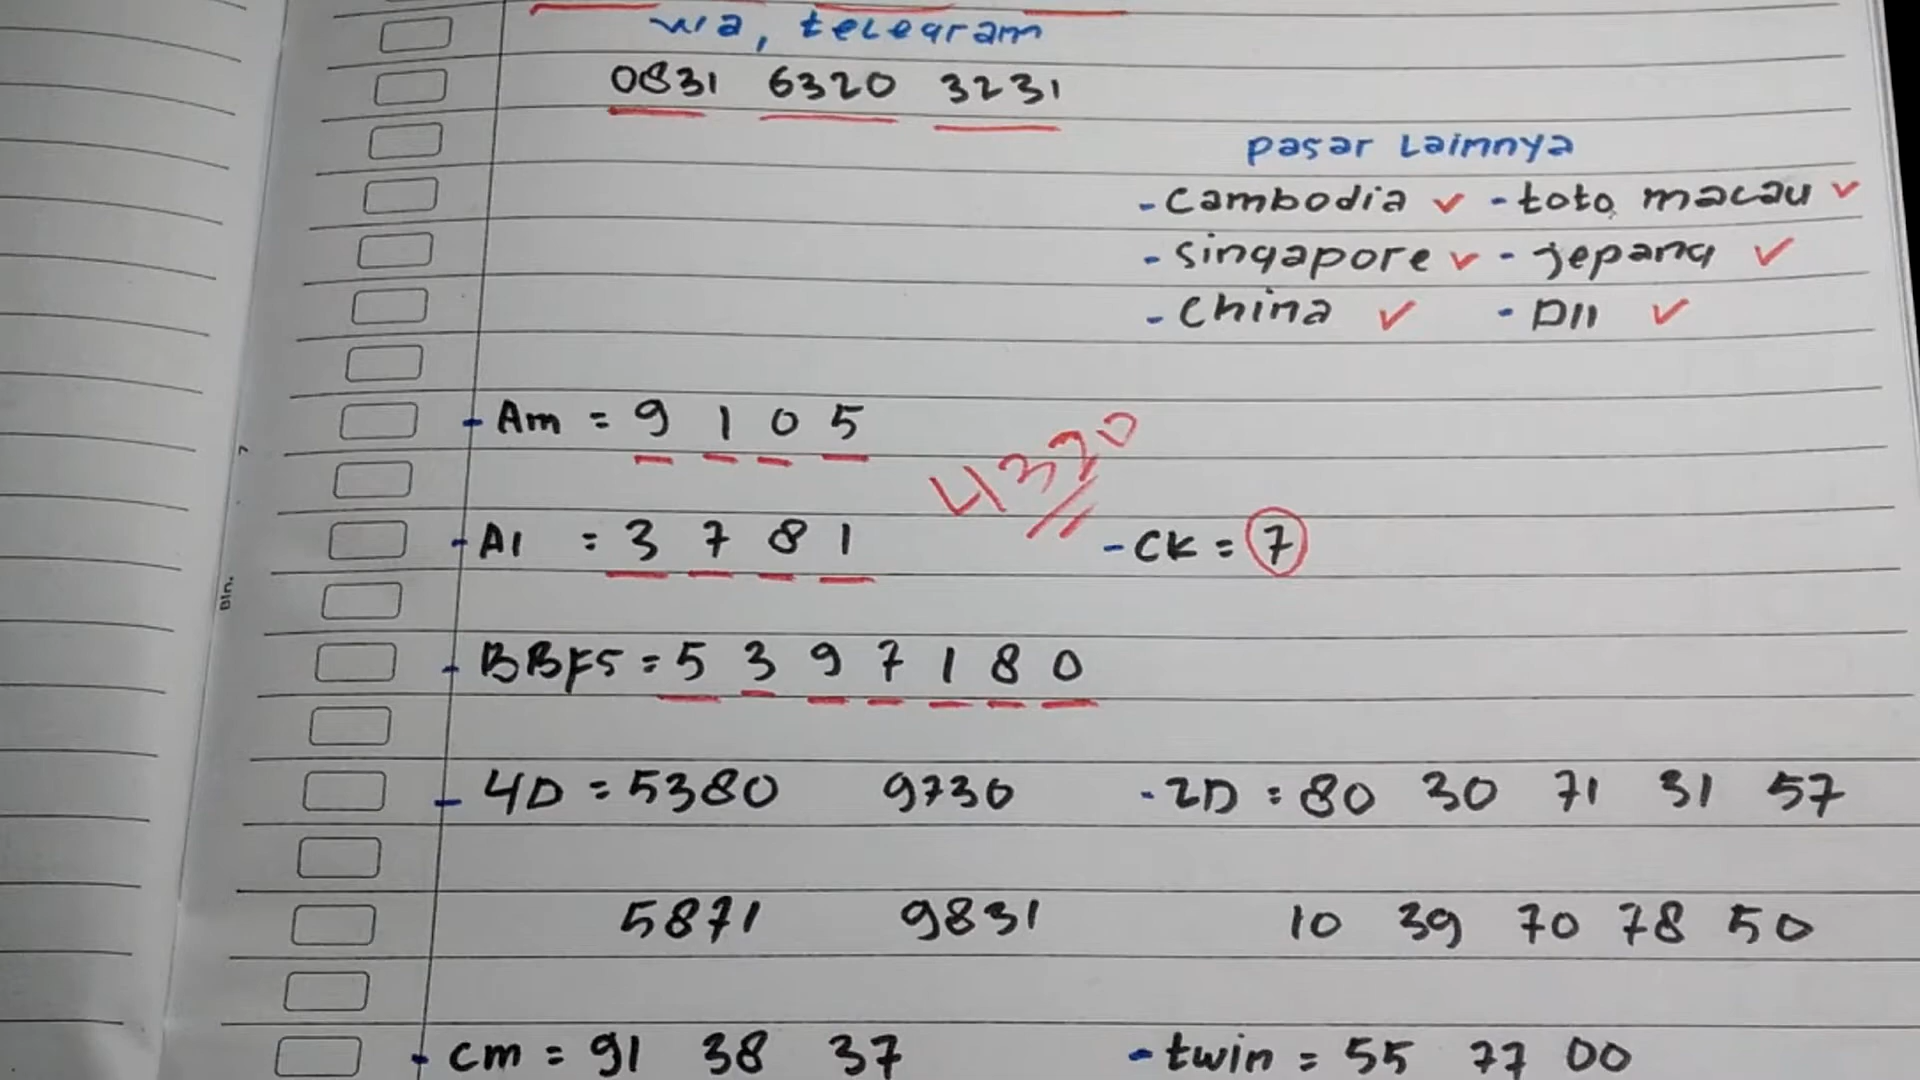 wa, telegram
0831 6320 3231
pasar Lainnya
- Cambodia ✓ - toto macau ✓
- Singapore ✓ - Jepang ✓
- China ✓ - Dll ✓
- Am = 9 1 0 5
4320
- AI = 3 7 8 1 - CK = 7
- BBFS = 5 3 9 7 1 8 0
- 4D = 5380 9730 - 2D = 80 30 71 31 57
5871 9831 10 39 70 78 50
- cm = 91 38 37 - twin = 55 77 00
Bln.